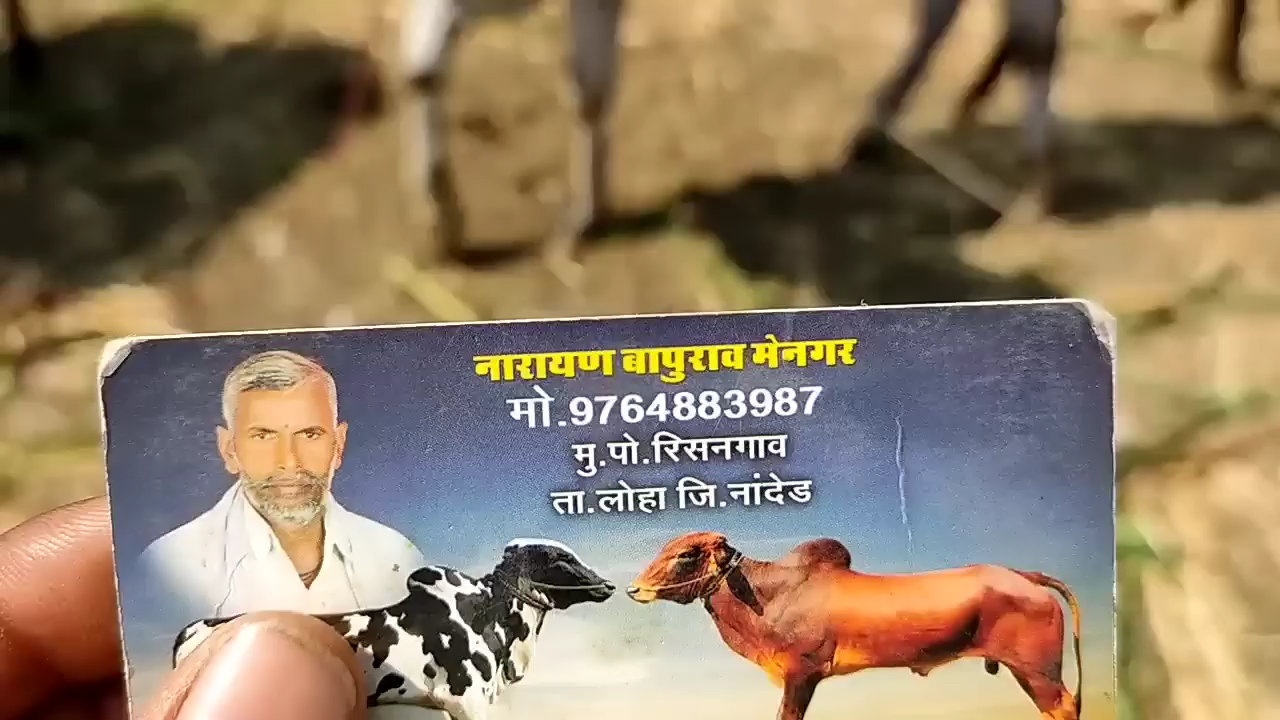 नारायण बापुराव मेनगर
मो.9764883987
मु.पो.रिसनगाव
ता.लोहा जि.नांदेड